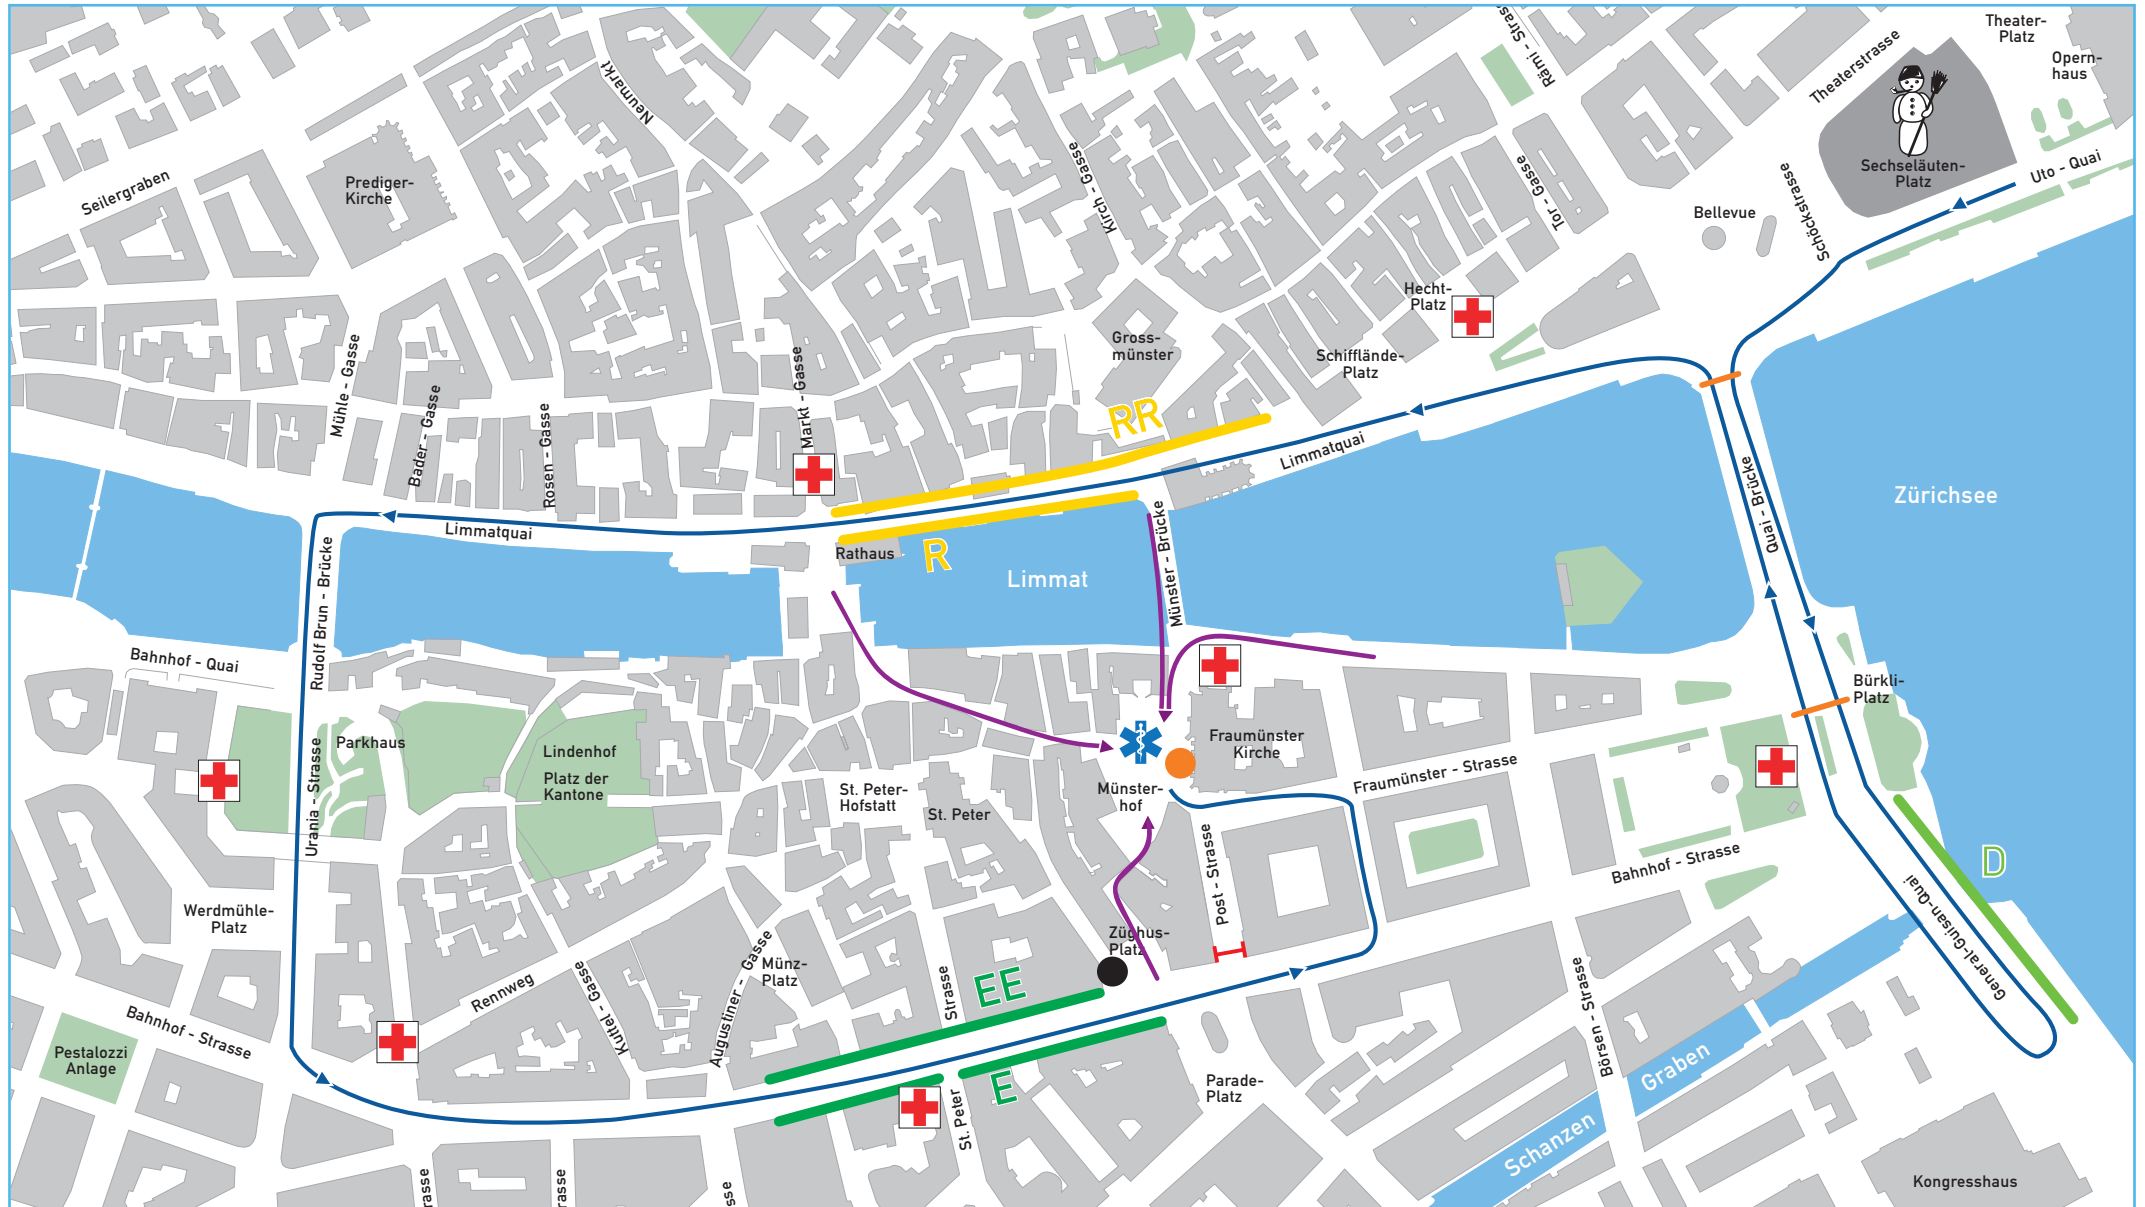 Theater-
Platz
Opern-
haus
Theaterstrasse
Rämi - Strasse
Neumarkt
Sechseläuten-
Platz
Uto - Quai
Seilergraben
Prediger-
Kirche
Kirch - Gasse
Tor - Gasse
Bellevue
Schöckstrasse
Hecht-
Platz
Gross-
münster
Schifflände-
Platz
Mühle - Gasse
Bader - Gasse
Rosen - Gasse
Markt - Gasse
RR
Limmatquai
Limmatquai
R
Rathaus
Limmat
Münster - Brücke
Quai - Brücke
Zürichsee
Rudolf Brun - Brücke
Bahnhof - Quai
Bürkli-
Platz
Urania - Strasse
Parkhaus
Lindenhof
Platz der
Kantone
Fraumünster
Kirche
Fraumünster - Strasse
St. Peter-
Hofstatt
St. Peter
Münster-
hof
Post - Strasse
Bahnhof - Strasse
D
General-Guisan-Quai
Werdmühle-
Platz
Züghus-
Platz
Münz-
Platz
Augustiner - Gasse
Kuttel - Gasse
Rennweg
EE
E
St. Peter
Strasse
Bahnhof - Strasse
Pestalozzi
Anlage
Parade-
Platz
Börsen - Strasse
Schanzen
Graben
Kongresshaus
rasse
rasse
sse